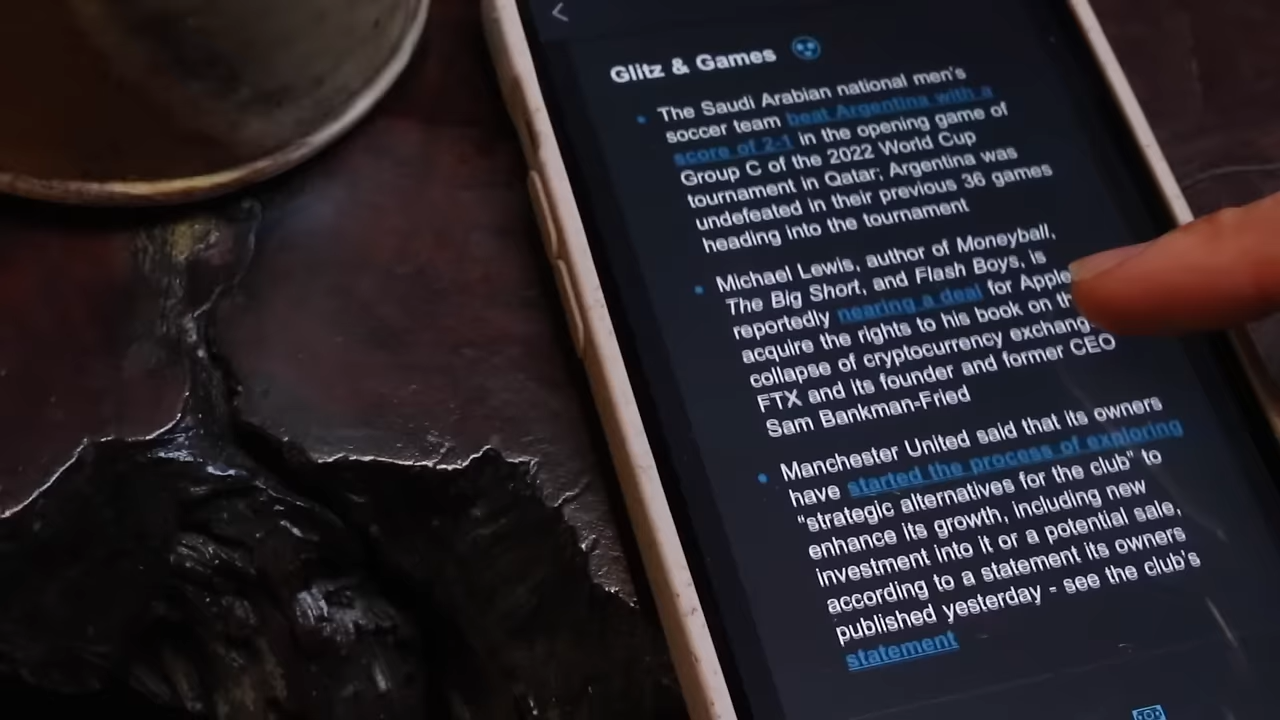 Glitz & Games
The Saudi Arabian national men's
soccer team beat Argentina with a
score of 2-1 in the opening game of
Group C of the 2022 World Cup
tournament in Qatar; Argentina was
undefeated in their previous 36 games
heading into the tournament
Michael Lewis, author of Moneyball,
The Big Short, and Flash Boys, is
reportedly nearing a deal for Apple
acquire the rights to his book on
collapse of cryptocurrency
FTX and its founder and former CEO
Sam Bankman-Fried
Manchester United said that its owners
have started the process of exploring
“strategic alternatives for the club” to
enhance its growth, including new
investment into it or a potential sale,
according to a statement its owners
published yesterday - see the club's
statement